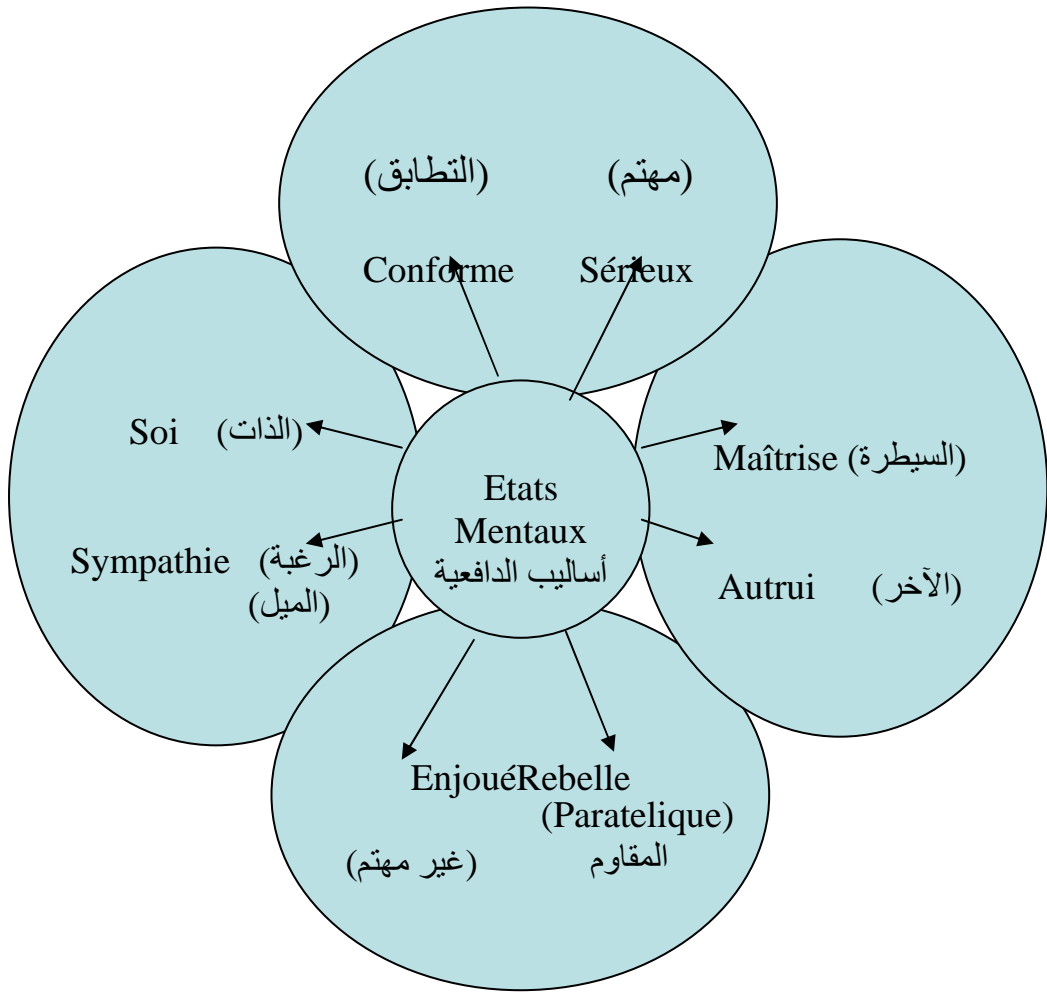 (التطابق) (مهتم)
Conforme Sérieux
Soi (الذات)
Sympathie (الرغبة)
(الميل)
Etats
Mentaux
أساليب الدافعية
Maîtrise (السيطرة)
Autrui (الآخر)
EnjouéRebelle
(Paratelique)
(غير مهتم) المقاوم